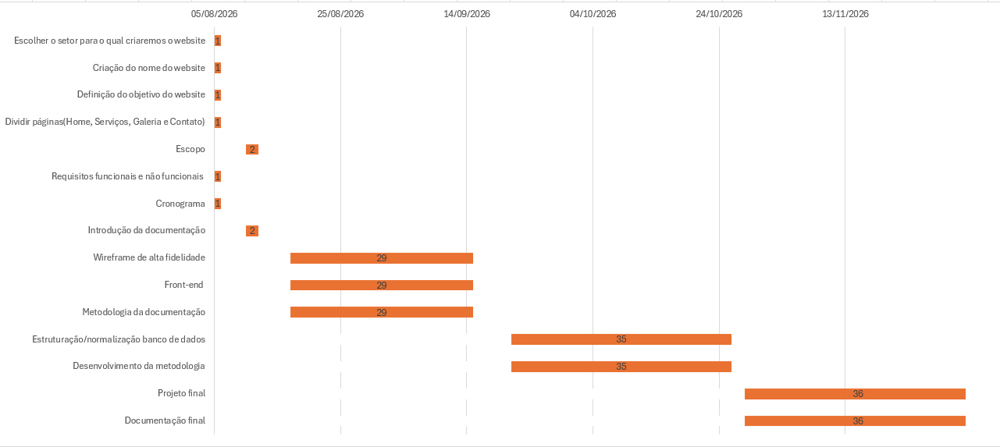 05/08/2026 25/08/2026 14/09/2026 04/10/2026 24/10/2026 13/11/2026
Escolher o setor para o qual criaremos o website 1
Criação do nome do website 1
Definição do objetivo do website 1
Dividir páginas(Home, Serviços, Galeria e Contato) 1
Escopo 2
Requisitos funcionais e não funcionais 1
Cronograma 1
Introdução da documentação 2
Wireframe de alta fidelidade 29
Front-end 29
Metodologia da documentação 29
Estruturação/normalização banco de dados 35
Desenvolvimento da metodologia 35
Projeto final 36
Documentação final 36